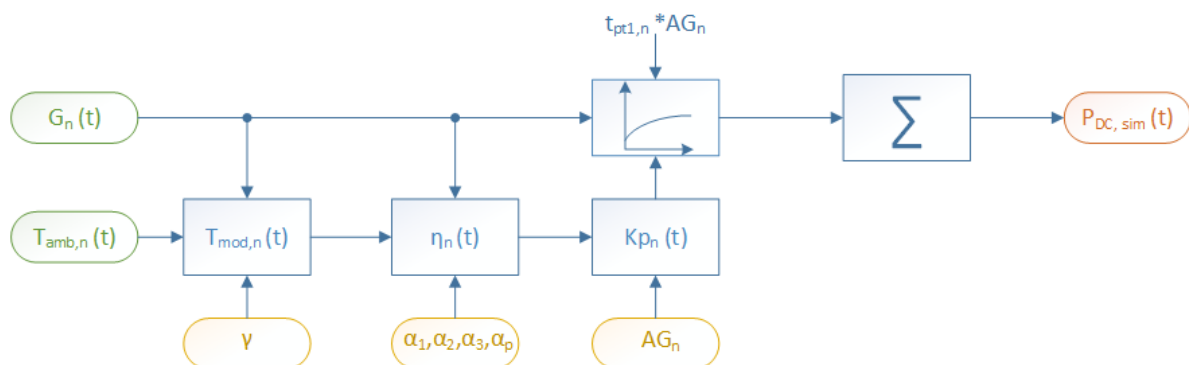 t_pt1,n *AG_n
G_n (t)
∑
P_DC, sim (t)
T_amb,n (t)
T_mod,n (t)
η_n (t)
Kp_n (t)
γ
α_1,α_2,α_3,α_p
AG_n